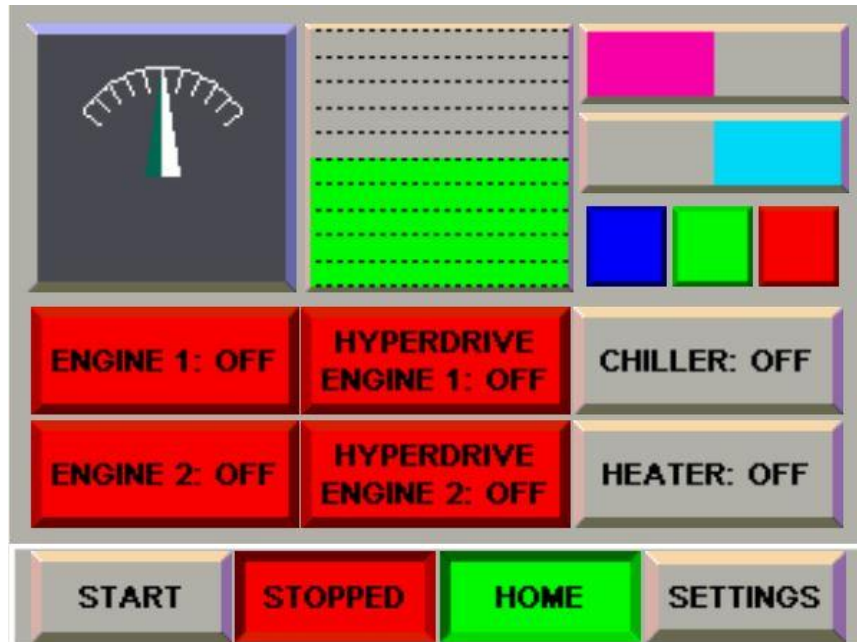 ENGINE 1: OFF
HYPERDRIVE
ENGINE 1: OFF
CHILLER: OFF
ENGINE 2: OFF
HYPERDRIVE
ENGINE 2: OFF
HEATER: OFF
START
STOPPED
HOME
SETTINGS